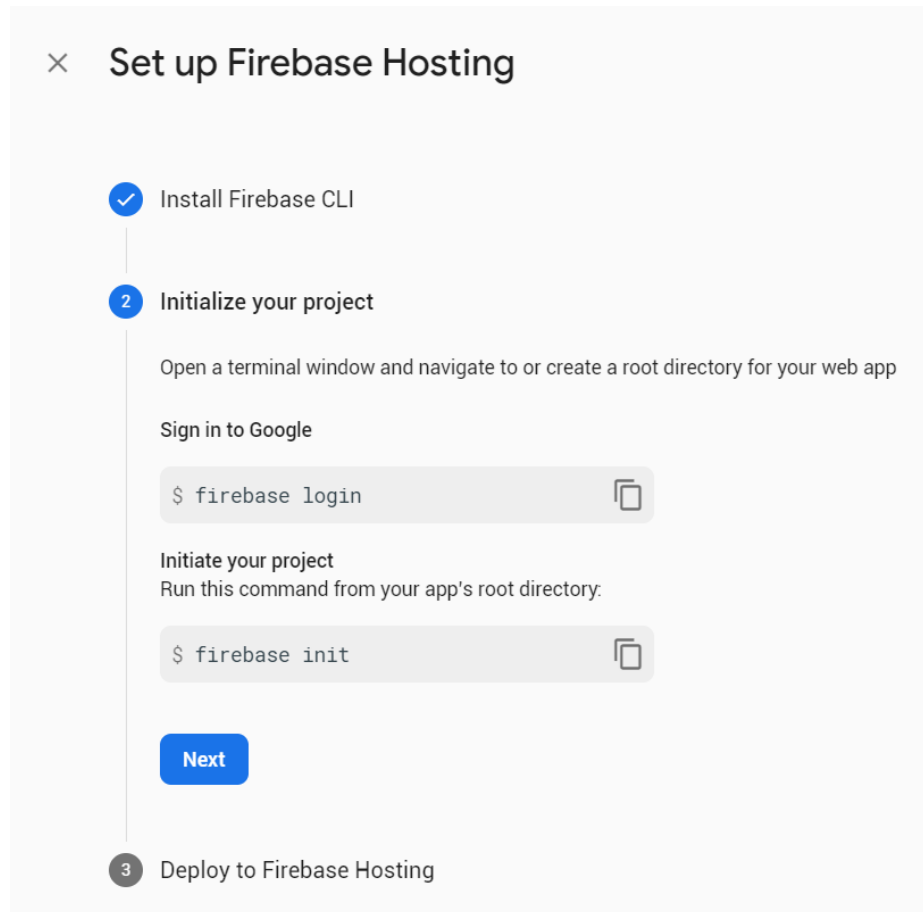 Set up Firebase Hosting
Install Firebase CLI
2 Initialize your project
Open a terminal window and navigate to or create a root directory for your web app
Sign in to Google
$ firebase login
Initiate your project
Run this command from your app's root directory:
$ firebase init
Next
3 Deploy to Firebase Hosting